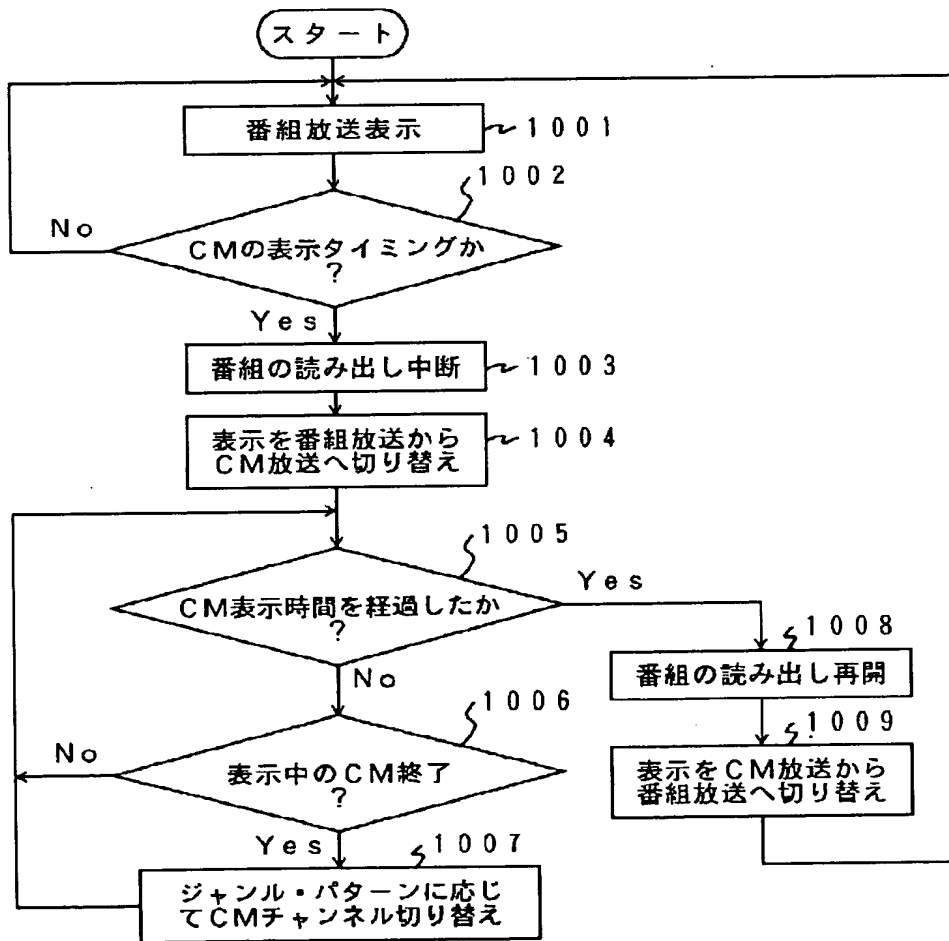 スタート
番組放送表示
1001
1002
No
CMの表示タイミングか
?
Yes
番組の読み出し中断
1003
表示を番組放送から
CM放送へ切り替え
1004
1005
CM表示時間を経過したか
?
Yes
No
1006
No
表示中のCM終了
?
Yes
1007
ジャンル・パターンに応じ
てCMチャンネル切り替え
1008
番組の読み出し再開
1009
表示をCM放送から
番組放送へ切り替え